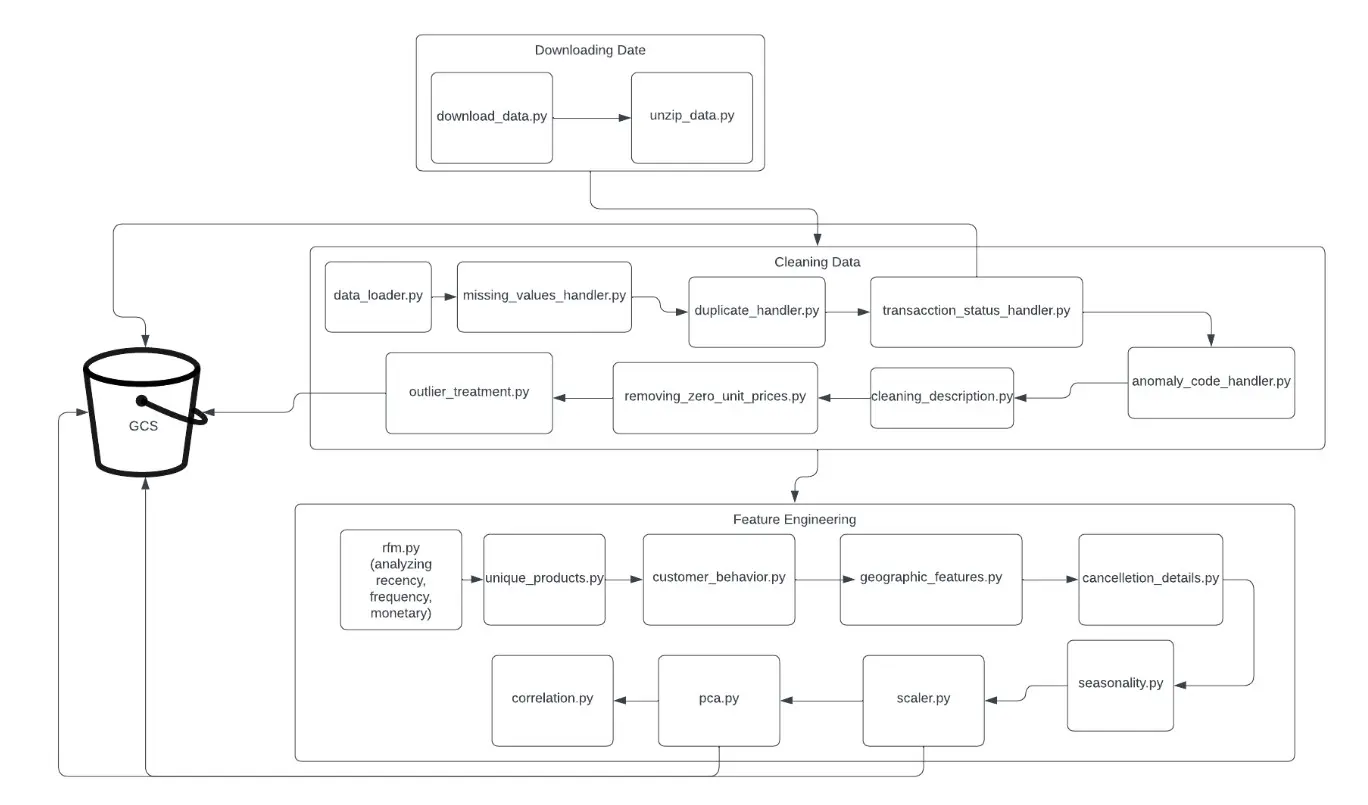 Downloading Date
download_data.py
unzip_data.py
Cleaning Data
data_loader.py
missing_values_handler.py
duplicate_handler.py
transacction_status_handler.py
anomaly_code_handler.py
cleaning_description.py
removing_zero_unit_prices.py
outlier_treatment.py
GCS
Feature Engineering
rfm.py
(analyzing
recency,
frequency,
monetary)
unique_products.py
customer_behavior.py
geographic_features.py
cancelletion_details.py
seasonality.py
scaler.py
pca.py
correlation.py